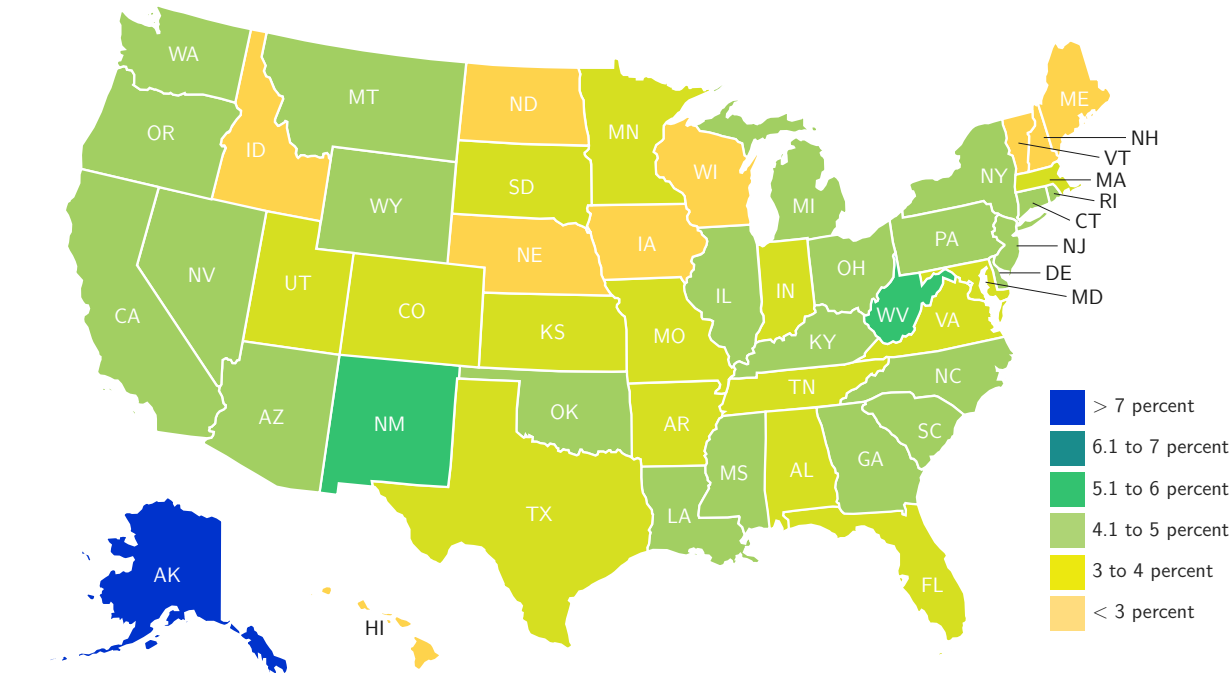 WA
MT
ND
MN
ME
OR
ID
SD
WI
NH
VT
NY
MA
RI
WY
MI
CT
NE
IA
PA
NJ
NV
UT
OH
DE
IN
IL
MD
CA
CO
WV
VA
KS
MO
KY
NC
TN
AZ
NM
OK
AR
SC
GA
MS
AL
TX
LA
AK
FL
HI
> 7 percent
6.1 to 7 percent
5.1 to 6 percent
4.1 to 5 percent
3 to 4 percent
< 3 percent